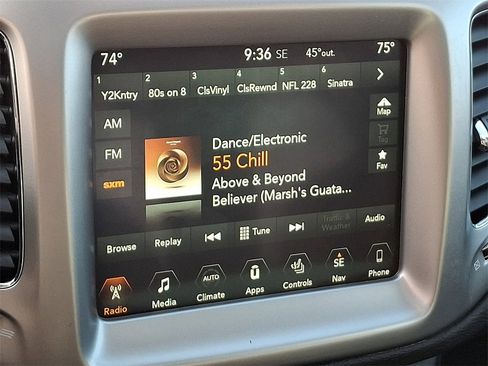 74° 9:36 SE 45°out. 75°
1 2 3 4 5 6
Y2Kntry 80s on 8 ClsVinyl ClsRewnd NFL 228 Sinatra
AM
FM
sxm
Dance/Electronic
55 Chill
Above & Beyond
Believer (Marsh's Guata...
Map
Tag
Fav
Browse Replay Tune Traffic & Weather Audio
AUTO SE
Radio Media Climate Apps Controls Nav Phone